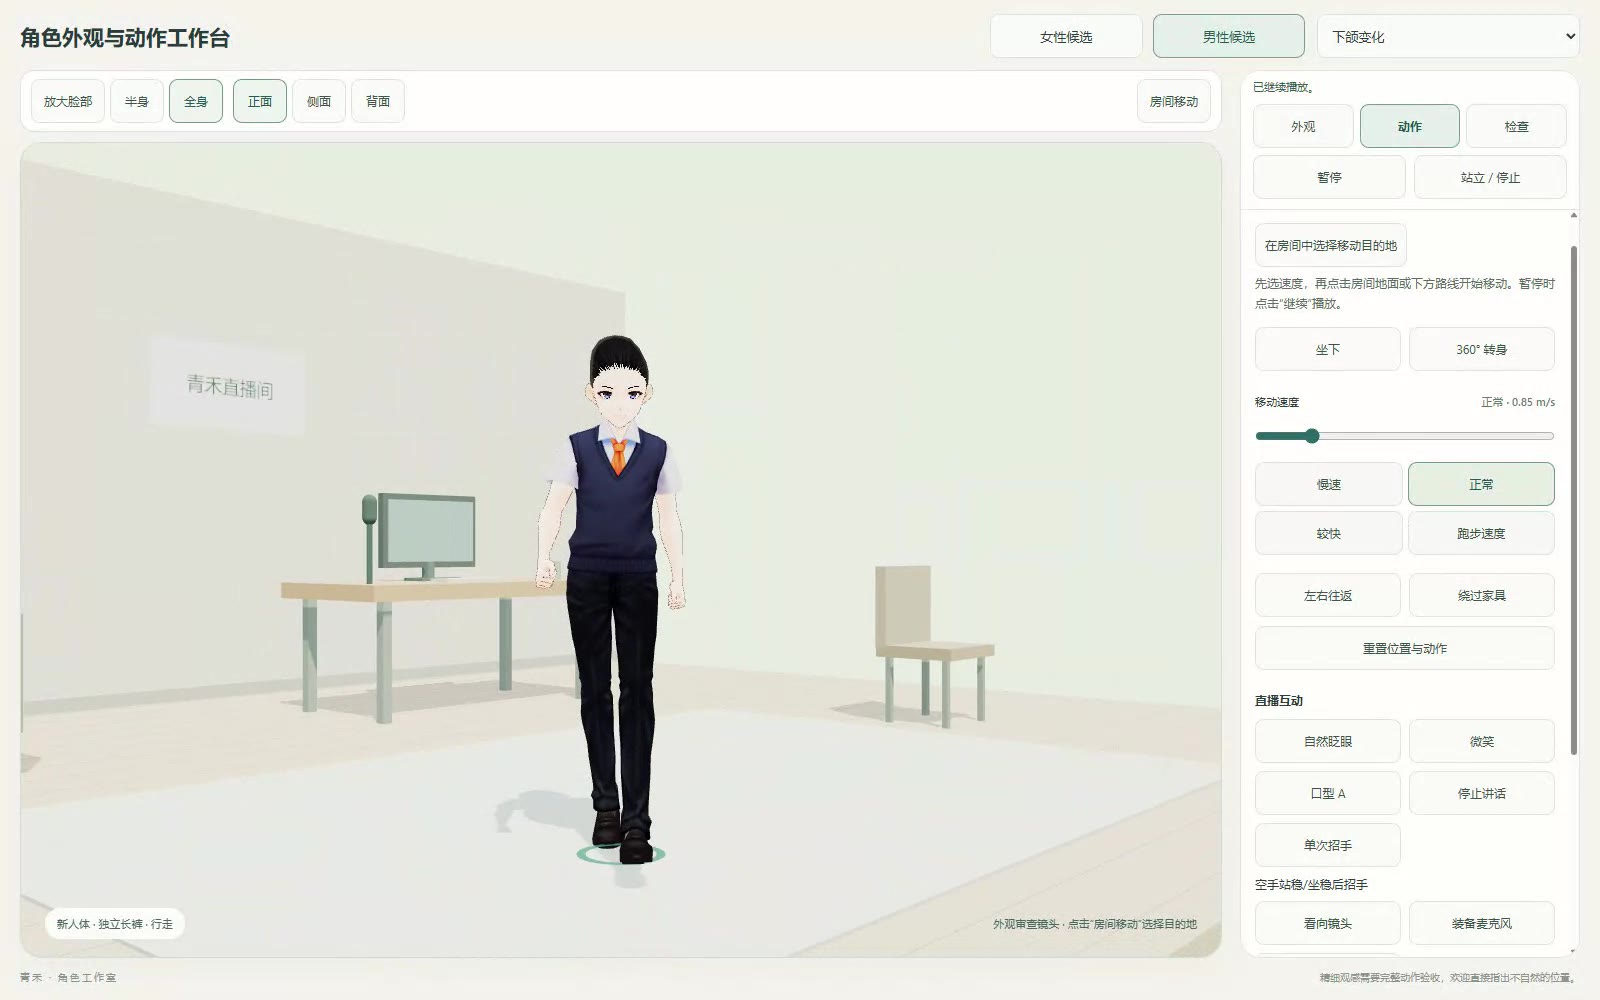 角色外观与动作工作台
女性候选
男性候选
下颌变化
放大脸部
半身
全身
正面
侧面
背面
房间移动
已继续播放。
外观
动作
检查
暂停
站立 / 停止
在房间中选择移动目的地
先选速度，再点击房间地面或下方路线开始移动。暂停时
点击“继续”播放。
坐下
360° 转身
移动速度
正常 · 0.85 m/s
慢速
正常
较快
跑步速度
左右往返
绕过家具
重置位置与动作
直播互动
自然眨眼
微笑
口型 A
停止讲话
单次招手
空手站稳/坐稳后招手
看向镜头
装备麦克风
青禾直播间
新人体 · 独立长裤 · 行走
外观审查镜头 · 点击“房间移动”选择目的地
青禾 · 角色工作室
精细观感需要完整动作验收，欢迎直接指出不自然的位置。